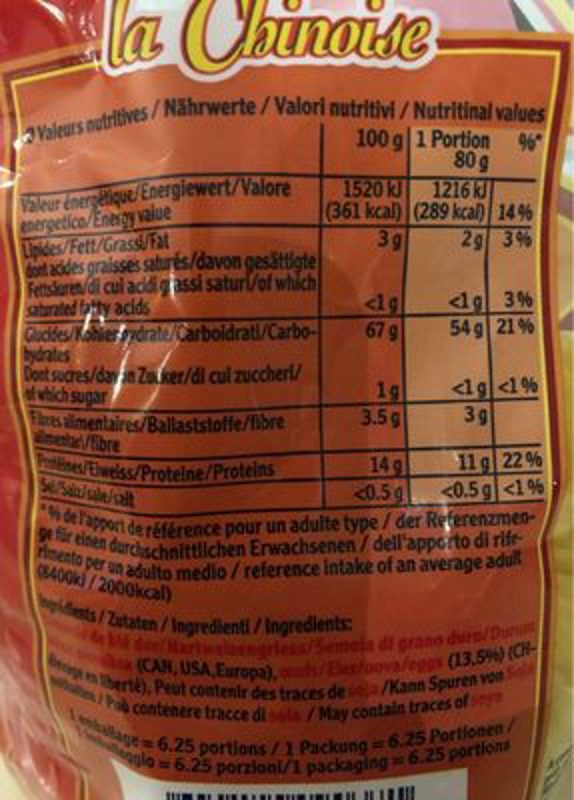 la Chinoise
Valeurs nutritives / Nährwerte / Valori nutritivi / Nutritinal values
100 g 1 Portion %*
80 g
Valeur énergétique/Energiewert/Valore 1520 kJ 1216 kJ
energetico/Energy value (361 kcal) (289 kcal) 14%
Lipides/Fett/Grassi/Fat 3 g 2 g 3%
dont acides graisses saturés/davon gesättigte
Fettsäuren/di cui acidi grassi saturi/of which
saturated fatty acids <1 g <1 g 3%
Glucides/Kohlenhydrate/Carboidrati/Carbo- 67 g 54 g 21%
hydrates
Dont sucres/davon Zucker/di cui zuccheri/
of which sugar 1 g <1 g <1%
Fibres alimentaires/Ballaststoffe/fibre 3.5 g 3 g
alimentari/fibre
Protéines/Eiweiss/Proteine/Proteins 14 g 11 g 22%
Sel/Salz/sale/salt <0.5 g <0.5 g <1%
*% de l'apport de référence pour un adulte type / der Referenzmen-
ge für einen durchschnittlichen Erwachsenen / dell'apporto di rife-
rimento per un adulto medio / reference intake of an average adult
(8400kJ / 2000kcal)
Ingrédients / Zutaten / Ingredienti / Ingredients:
de blé dur/Hartweizengriess/Semola di grano duro/Durum
(CAN, USA,Europa), œufs/Eier/uova/eggs (13,5%) (CH-
élevage en liberté). Peut contenir des traces de soja /Kann Spuren von Soja
enthalten / Può contenere tracce di soia / May contain traces of soya
1 emballage = 6.25 portions / 1 Packung = 6.25 Portionen /
= 6.25 porzioni/1 packaging = 6.25 portions